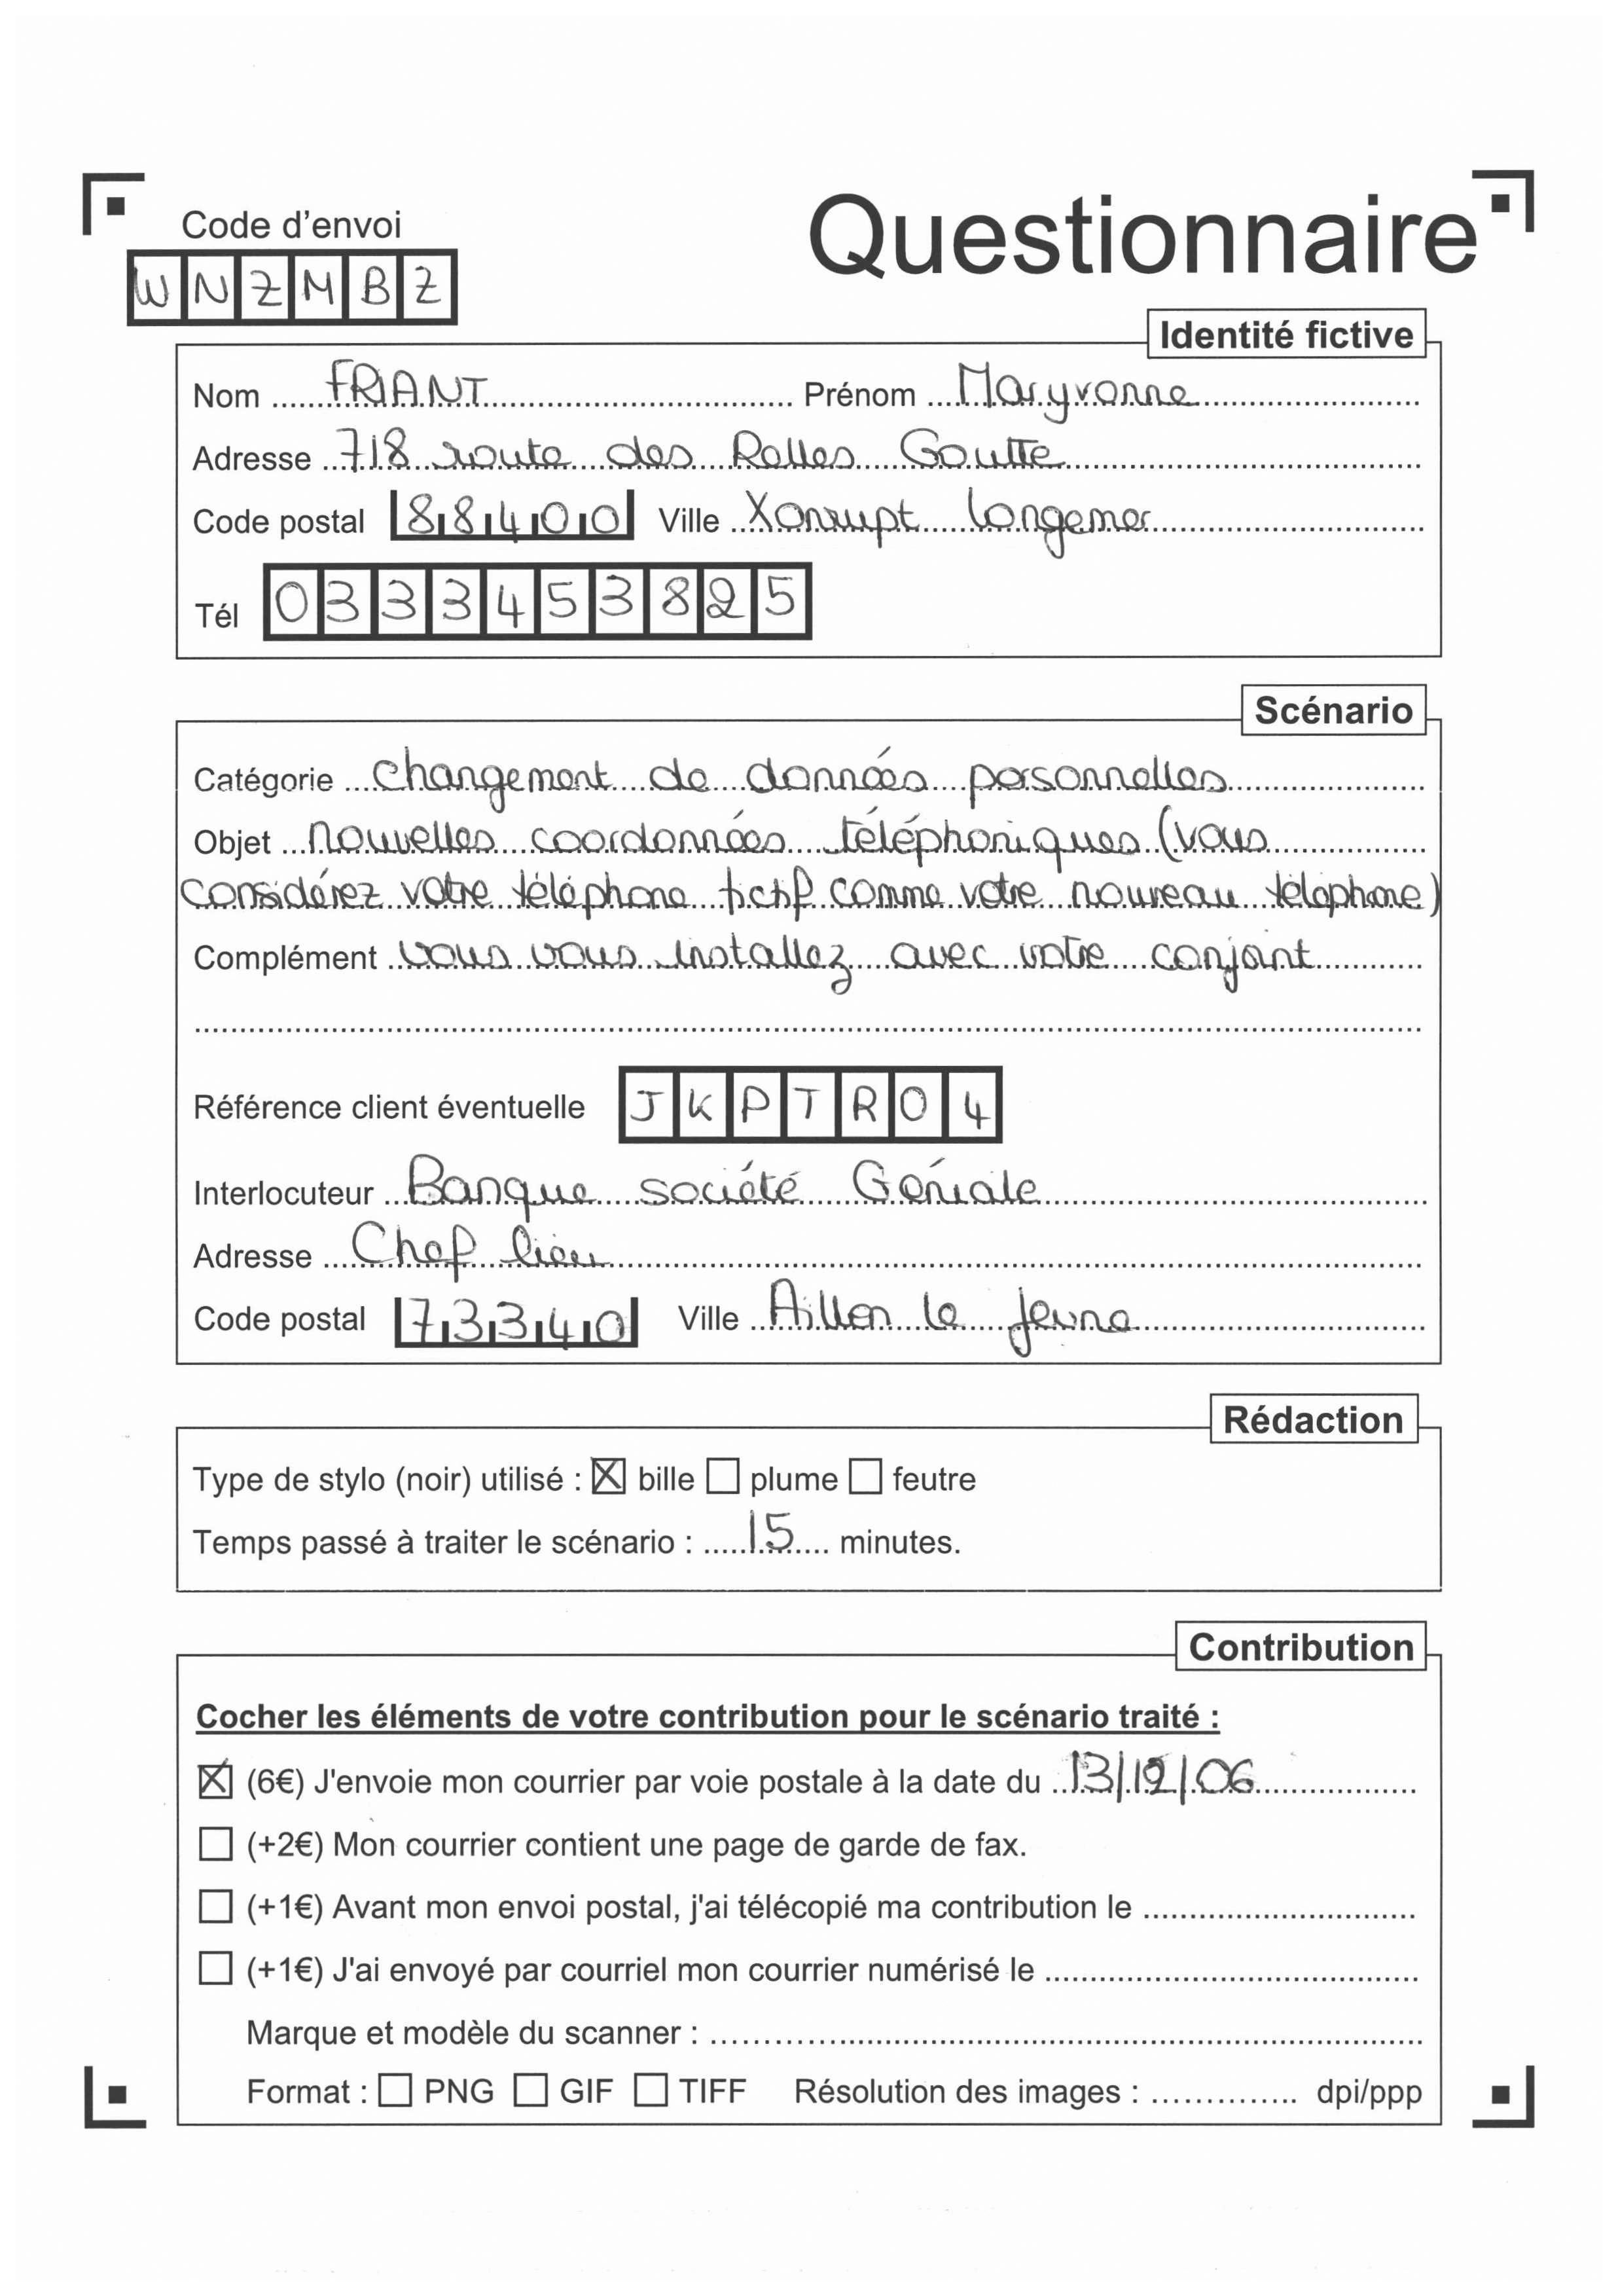 Code d'envoi
Questionnaire
WNZMBZ
Identité fictive
Nom FRIANT Prénom Maryvonne
Adresse 718 route des Rolles Goutte
Code postal 88400 Ville Xonrupt Longemer
Tél 0333453825
Scénario
Catégorie changement de données personnelles
Objet nouvelles coordonnées téléphoniques (vous
considérez votre téléphone fictif comme votre nouveau téléphone)
Complément vous vous installez avec votre conjoint
Référence client éventuelle JKPTRO4
Interlocuteur Banque société Géniale
Adresse Chef lieu
Code postal 73340 Ville Aillon le jeune
Rédaction
Type de stylo (noir) utilisé : ☒ bille ☐ plume ☐ feutre
Temps passé à traiter le scénario : 15 minutes.
Contribution
Cocher les éléments de votre contribution pour le scénario traité :
☒ (6€) J'envoie mon courrier par voie postale à la date du 13/12/06
☐ (+2€) Mon courrier contient une page de garde de fax.
☐ (+1€) Avant mon envoi postal, j'ai télécopié ma contribution le
☐ (+1€) J'ai envoyé par courriel mon courrier numérisé le
Marque et modèle du scanner :
Format : ☐ PNG ☐ GIF ☐ TIFF Résolution des images : dpi/ppp